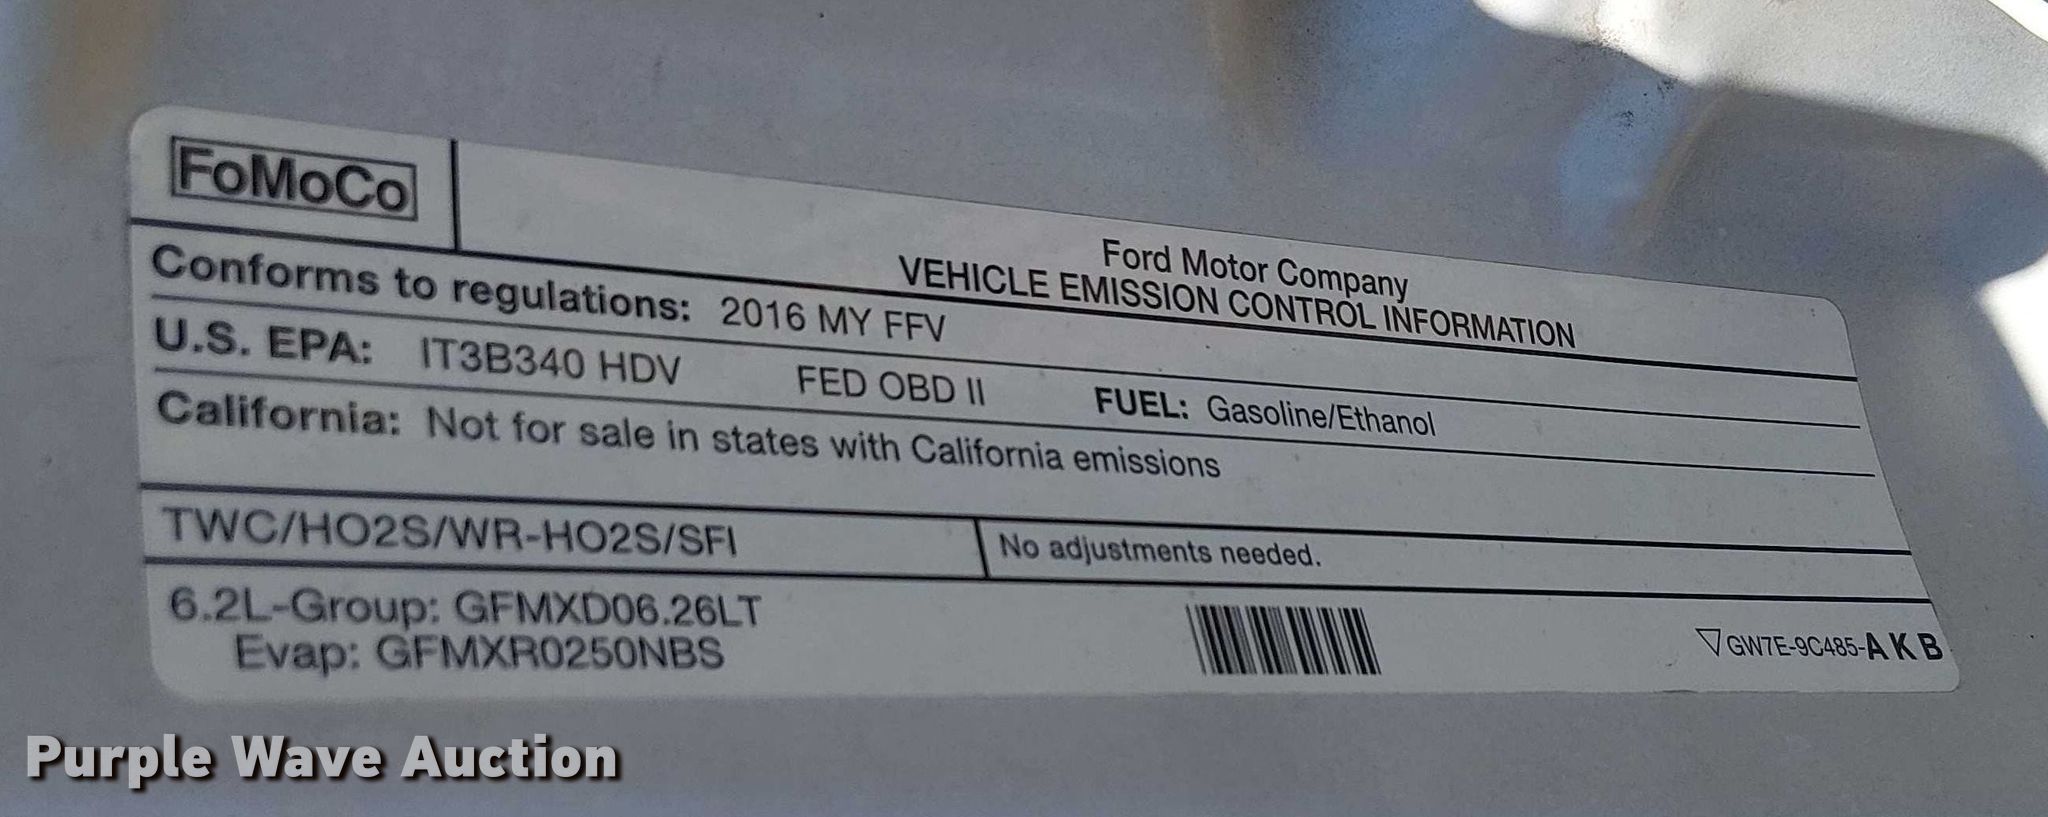 FoMoCo
Ford Motor Company
VEHICLE EMISSION CONTROL INFORMATION
Conforms to regulations: 2016 MY FFV
U.S. EPA: IT3B340 HDV FED OBD II FUEL: Gasoline/Ethanol
California: Not for sale in states with California emissions
TWC/HO2S/WR-HO2S/SFI
No adjustments needed.
6.2L-Group: GFMXD06.26LT
Evap: GFMXR0250NBS
GW7E-9C485-AKB
Purple Wave Auction